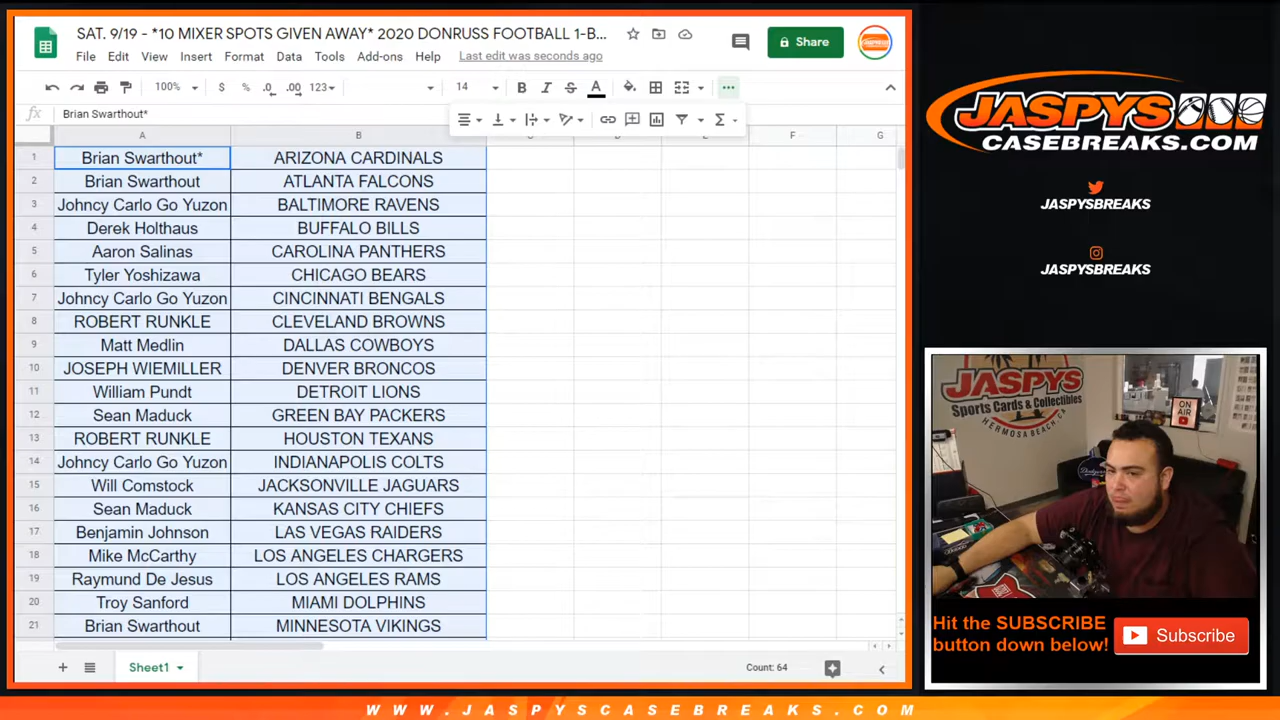 SAT. 9/19 - *10 MIXER SPOTS GIVEN AWAY* 2020 DONRUSS FOOTBALL 1-B...
File Edit View Insert Format Data Tools Add-ons Help Last edit was seconds ago
Share
100% $ % .0 .00 123 14 B I S A
fx Brian Swarthout*
A B C D E F G
1 Brian Swarthout* ARIZONA CARDINALS
2 Brian Swarthout ATLANTA FALCONS
3 Johncy Carlo Go Yuzon BALTIMORE RAVENS
4 Derek Holthaus BUFFALO BILLS
5 Aaron Salinas CAROLINA PANTHERS
6 Tyler Yoshizawa CHICAGO BEARS
7 Johncy Carlo Go Yuzon CINCINNATI BENGALS
8 ROBERT RUNKLE CLEVELAND BROWNS
9 Matt Medlin DALLAS COWBOYS
10 JOSEPH WIEMILLER DENVER BRONCOS
11 William Pundt DETROIT LIONS
12 Sean Maduck GREEN BAY PACKERS
13 ROBERT RUNKLE HOUSTON TEXANS
14 Johncy Carlo Go Yuzon INDIANAPOLIS COLTS
15 Will Comstock JACKSONVILLE JAGUARS
16 Sean Maduck KANSAS CITY CHIEFS
17 Benjamin Johnson LAS VEGAS RAIDERS
18 Mike McCarthy LOS ANGELES CHARGERS
19 Raymund De Jesus LOS ANGELES RAMS
20 Troy Sanford MIAMI DOLPHINS
21 Brian Swarthout MINNESOTA VIKINGS
Sheet1
Count: 64
JASPYS
CASEBREAKS.COM
JASPYSBREAKS
JASPYSBREAKS
JASPYS
Sports Cards & Collectibles
HERMOSA BEACH, CA
ON AIR
Dodgers
Hit the SUBSCRIBE
button down below!
Subscribe
WWW.JASPYSCASEBREAKS.COM